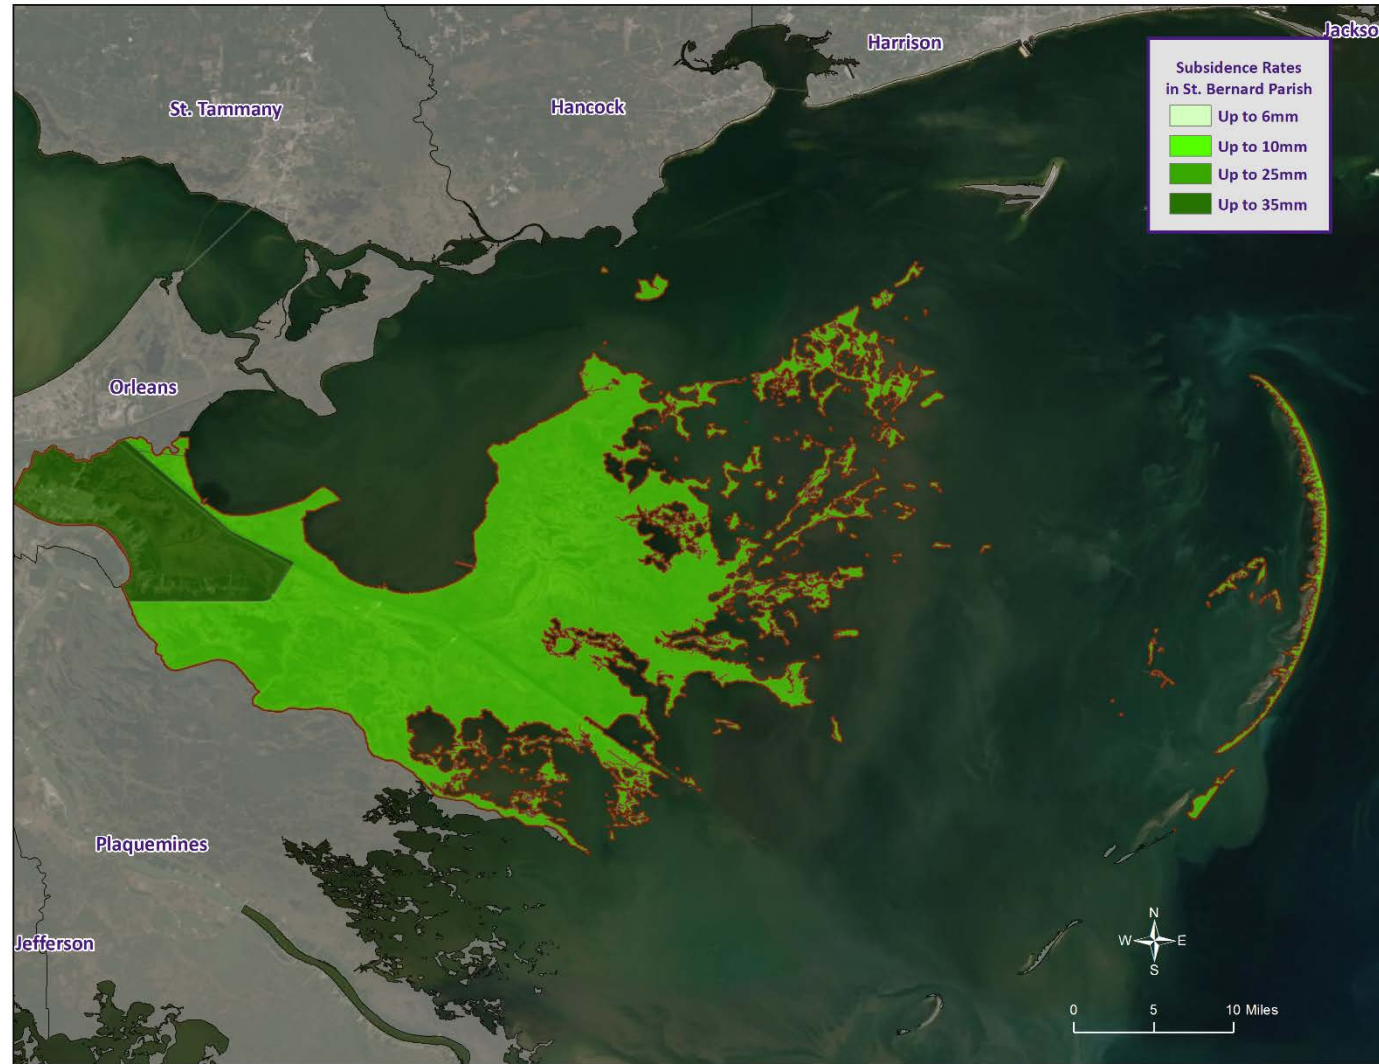 Harrison
Jackso
Subsidence Rates
in St. Bernard Parish
Up to 6mm
Up to 10mm
Up to 25mm
Up to 35mm
St. Tammany
Hancock
Orleans
Plaquemines
Jefferson
N
W E
S
0 5 10 Miles